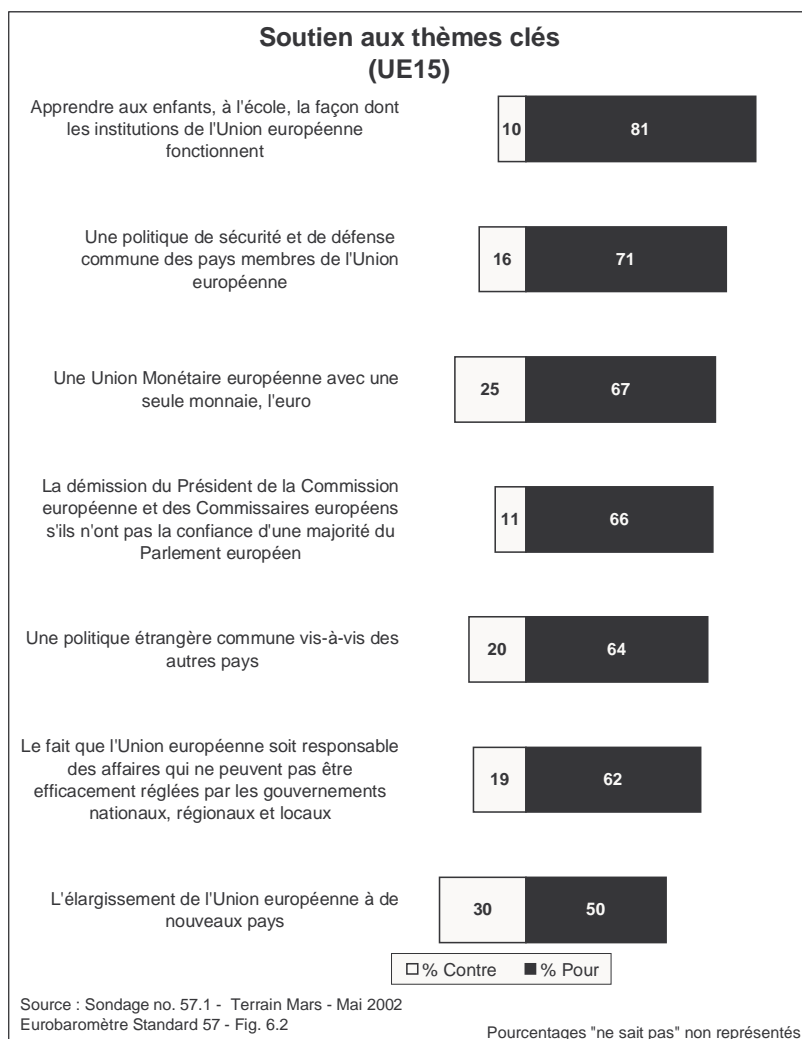 Soutien aux thèmes clés
(UE15)
Apprendre aux enfants, à l'école, la façon dont
les institutions de l'Union européenne
fonctionnent
10
81
Une politique de sécurité et de défense
commune des pays membres de l'Union
européenne
16
71
Une Union Monétaire européenne avec une
seule monnaie, l'euro
25
67
La démission du Président de la Commission
européenne et des Commissaires européens
s'ils n'ont pas la confiance d'une majorité du
Parlement européen
11
66
Une politique étrangère commune vis-à-vis des
autres pays
20
64
Le fait que l'Union européenne soit responsable
des affaires qui ne peuvent pas être
efficacement réglées par les gouvernements
nationaux, régionaux et locaux
19
62
L'élargissement de l'Union européenne à de
nouveaux pays
30
50
% Contre
% Pour
Source : Sondage no. 57.1 - Terrain Mars - Mai 2002
Eurobaromètre Standard 57 - Fig. 6.2
Pourcentages "ne sait pas" non représentés